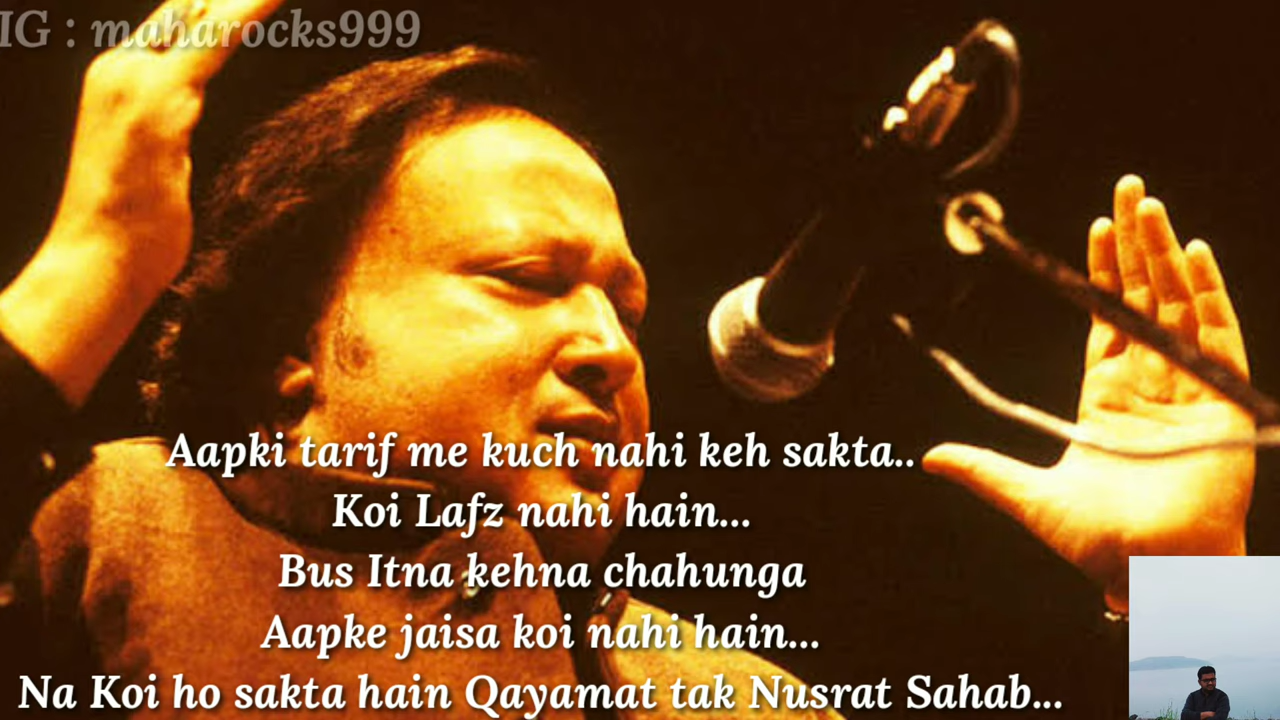 IG : maharocks999
Aapki tarif me kuch nahi keh sakta..
Koi Lafz nahi hain...
Bus Itna kehna chahunga
Aapke jaisa koi nahi hain...
Na Koi ho sakta hain Qayamat tak Nusrat Sahab...